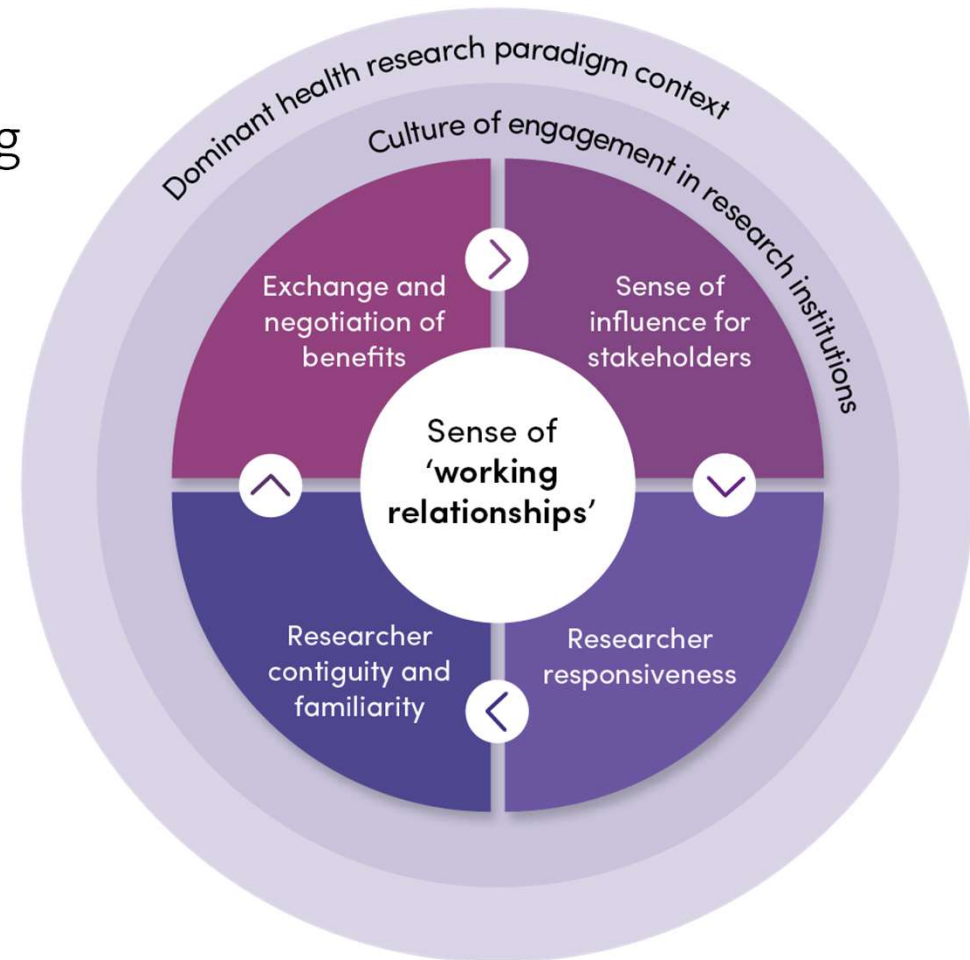 g
Dominant health research paradigm context
Culture of engagement in research institutions
Exchange and
negotiation of
benefits
Sense of
influence for
stakeholders
Sense of
‘working
relationships’
Researcher
contiguity and
familiarity
Researcher
responsiveness